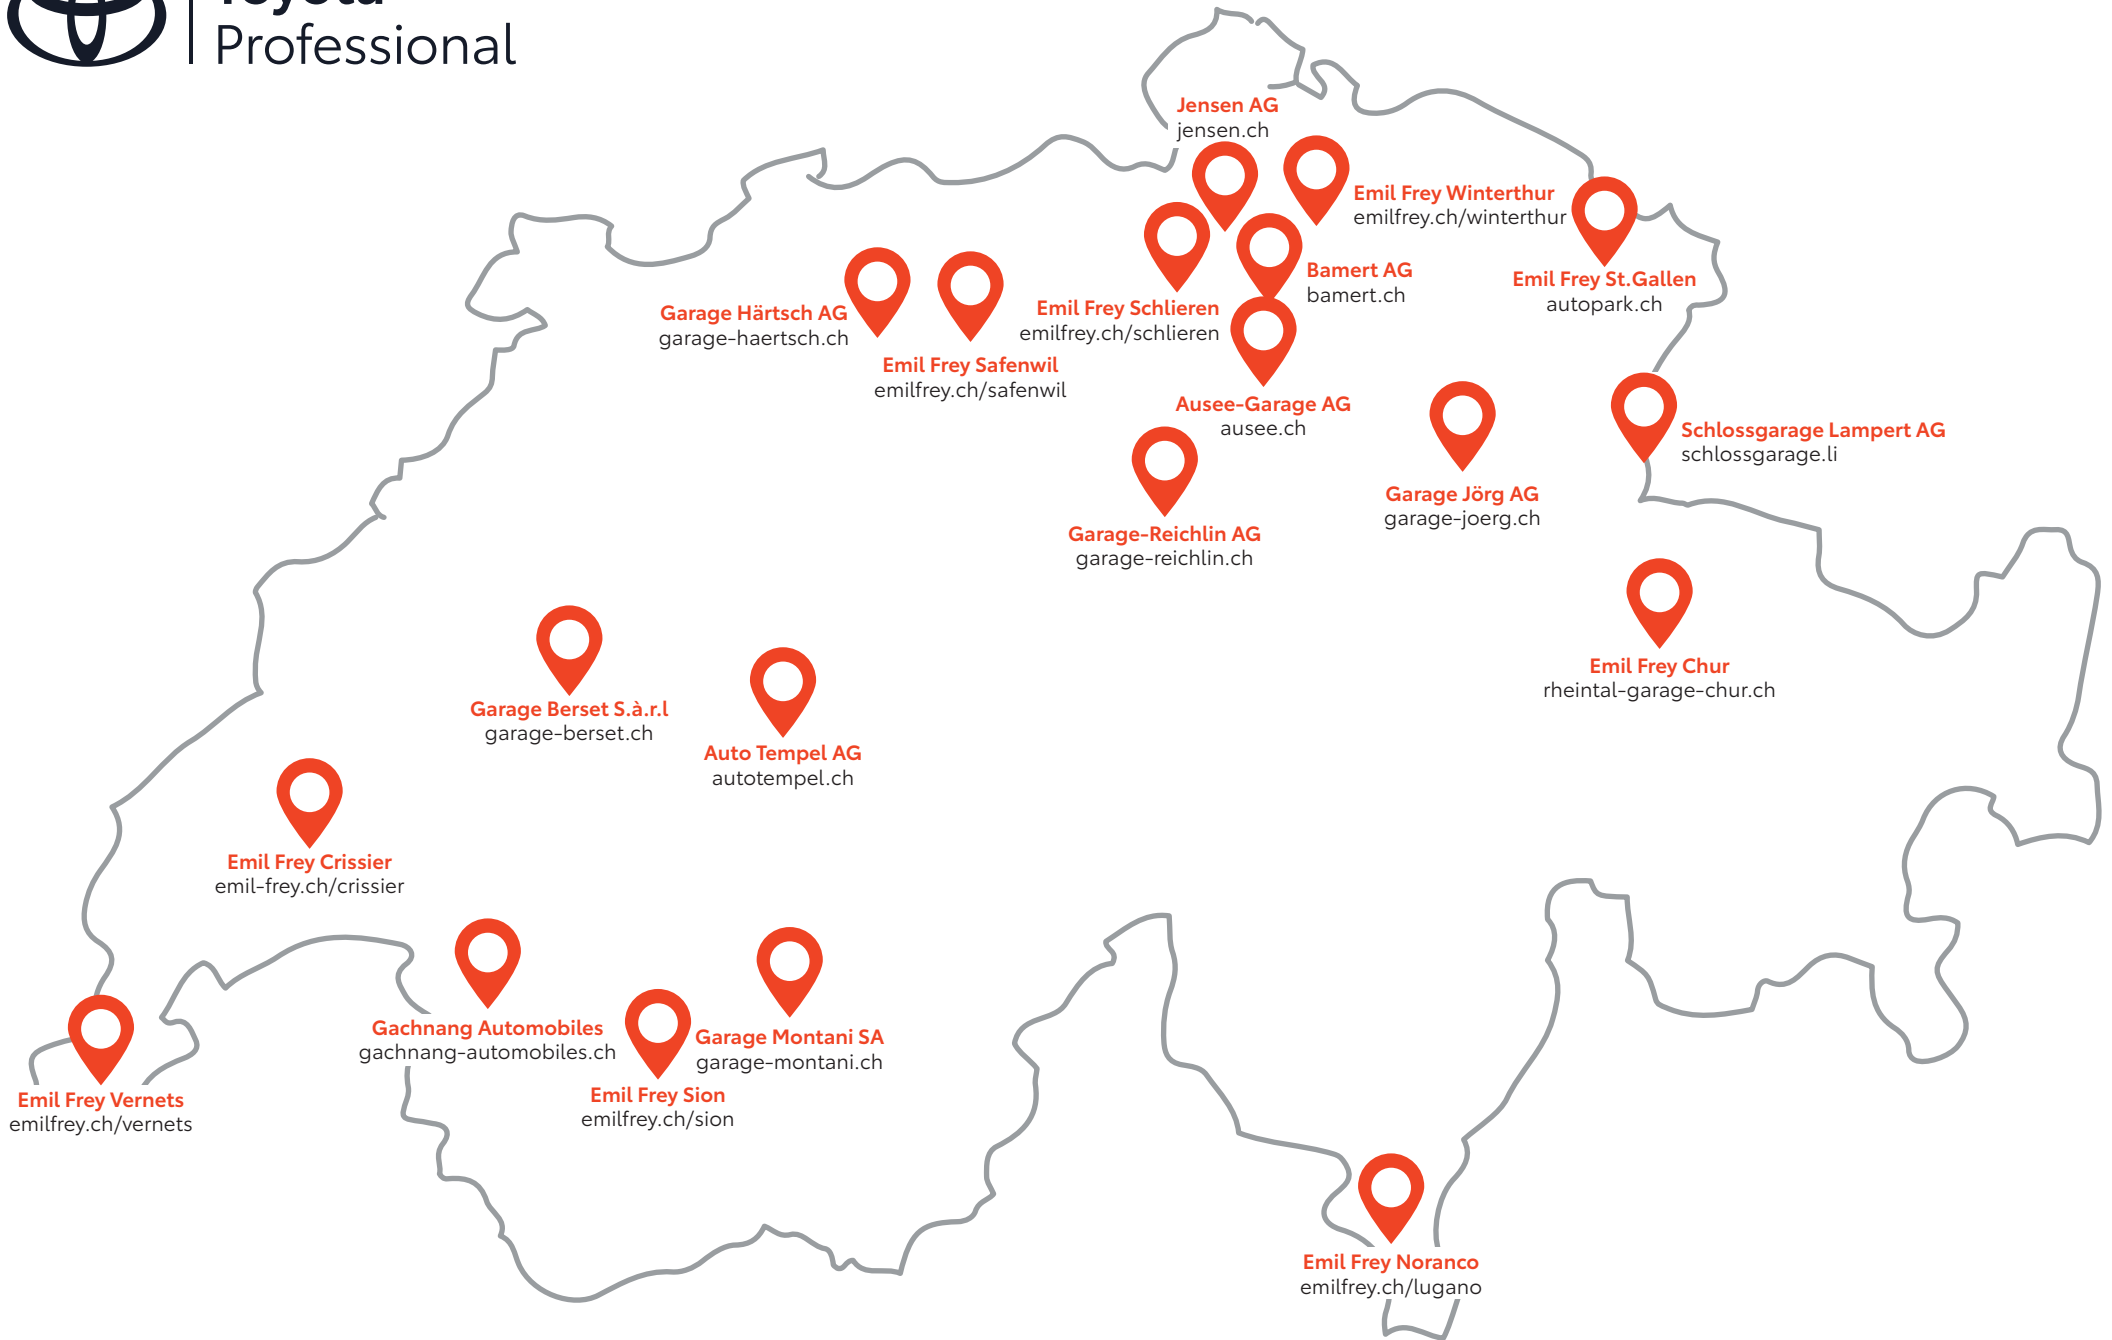 Toyota
Professional
Jensen AG
jensen.ch
Emil Frey Winterthur
emilfrey.ch/winterthur
Bamert AG
bamert.ch
Emil Frey St.Gallen
autopark.ch
Garage Härtsch AG
garage-haertsch.ch
Emil Frey Schlieren
emilfrey.ch/schlieren
Emil Frey Safenwil
emilfrey.ch/safenwil
Ausee-Garage AG
ausee.ch
Schlossgarage Lampert AG
schlossgarage.li
Garage Jörg AG
garage-joerg.ch
Garage-Reichlin AG
garage-reichlin.ch
Emil Frey Chur
rheintal-garage-chur.ch
Garage Berset S.à.r.l
garage-berset.ch
Auto Tempel AG
autotempel.ch
Emil Frey Crissier
emil-frey.ch/crissier
Gachnang Automobiles
gachnang-automobiles.ch
Garage Montani SA
garage-montani.ch
Emil Frey Sion
emilfrey.ch/sion
Emil Frey Vernets
emilfrey.ch/vernets
Emil Frey Noranco
emilfrey.ch/lugano